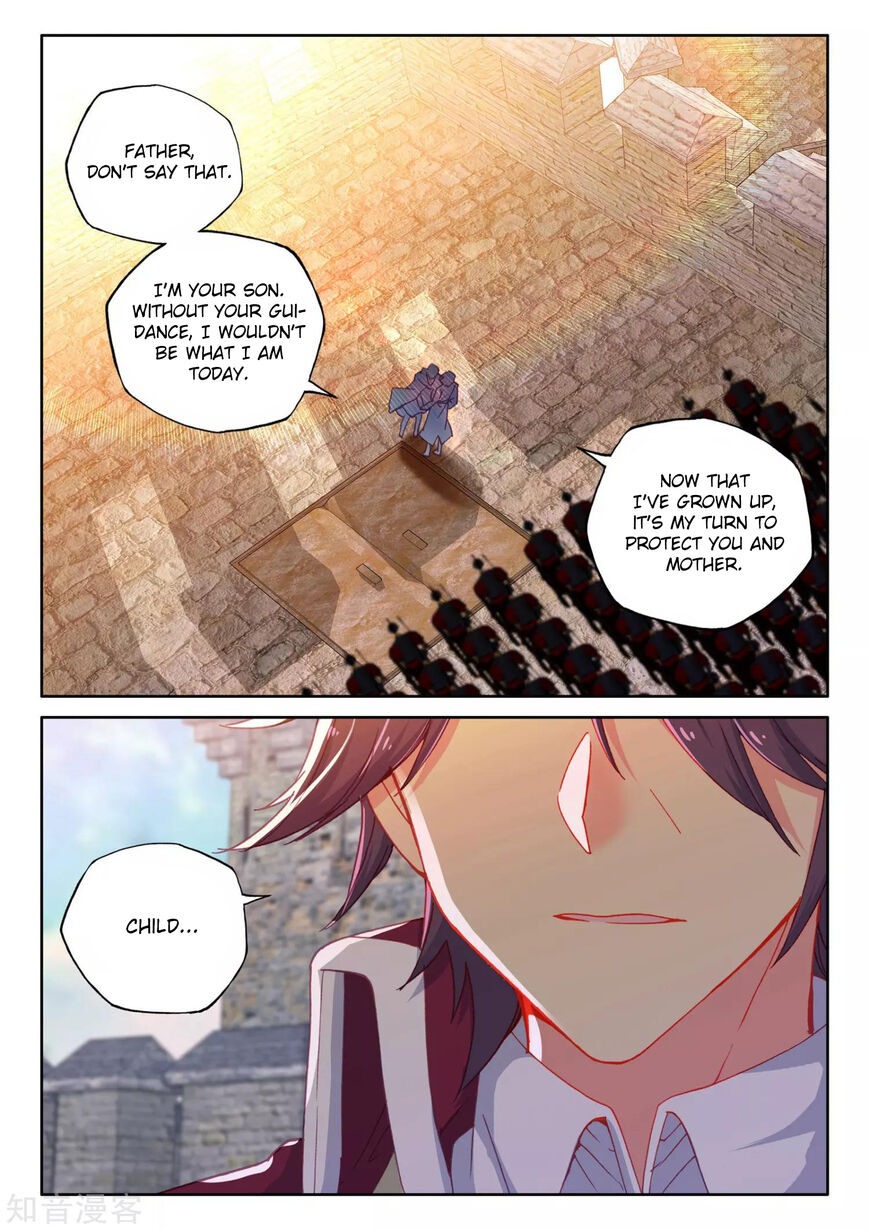 FATHER,
DON'T SAY THAT.
I'M YOUR SON.
WITHOUT YOUR GUI-
DANCE, I WOULDN'T
BE WHAT I AM
TODAY.
NOW THAT
I'VE GROWN UP,
IT'S MY TURN TO
PROTECT YOU AND
MOTHER.
CHILD...
知音漫客